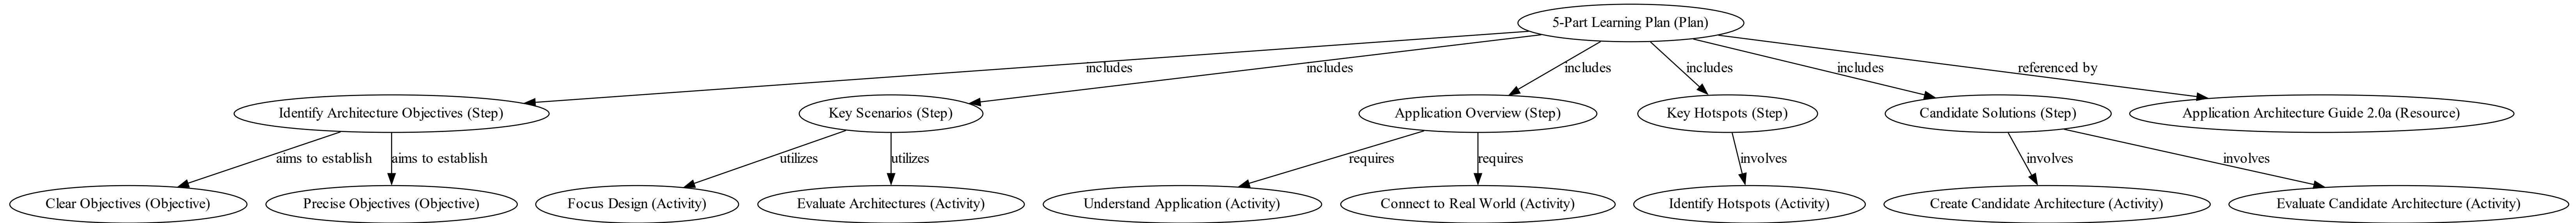 5-Part Learning Plan (Plan)
includes
includes
includes
includes
includes
referenced by
Identify Architecture Objectives (Step)
Key Scenarios (Step)
Application Overview (Step)
Key Hotspots (Step)
Candidate Solutions (Step)
Application Architecture Guide 2.0a (Resource)
aims to establish
aims to establish
utilizes
utilizes
requires
requires
involves
involves
involves
Clear Objectives (Objective)
Precise Objectives (Objective)
Focus Design (Activity)
Evaluate Architectures (Activity)
Understand Application (Activity)
Connect to Real World (Activity)
Identify Hotspots (Activity)
Create Candidate Architecture (Activity)
Evaluate Candidate Architecture (Activity)